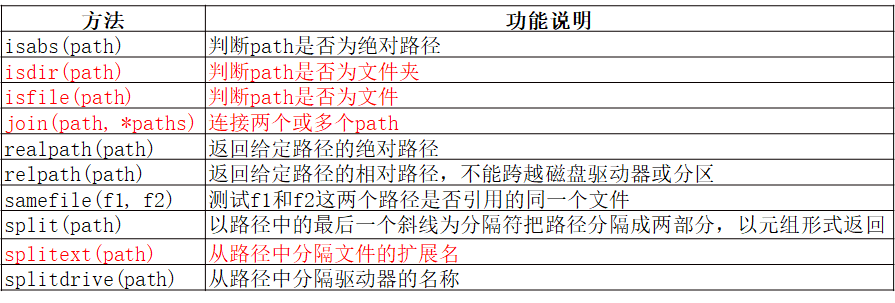 方法 功能说明
isabs(path) 判断path是否为绝对路径
isdir(path) 判断path是否为文件夹
isfile(path) 判断path是否为文件
join(path, *paths) 连接两个或多个path
realpath(path) 返回给定路径的绝对路径
relpath(path) 返回给定路径的相对路径，不能跨越磁盘驱动器或分区
samefile(f1, f2) 测试f1和f2这两个路径是否引用的同一个文件
split(path) 以路径中的最后一个斜线为分隔符把路径分隔成两部分，以元组形式返回
splitext(path) 从路径中分隔文件的扩展名
splitdrive(path) 从路径中分隔驱动器的名称